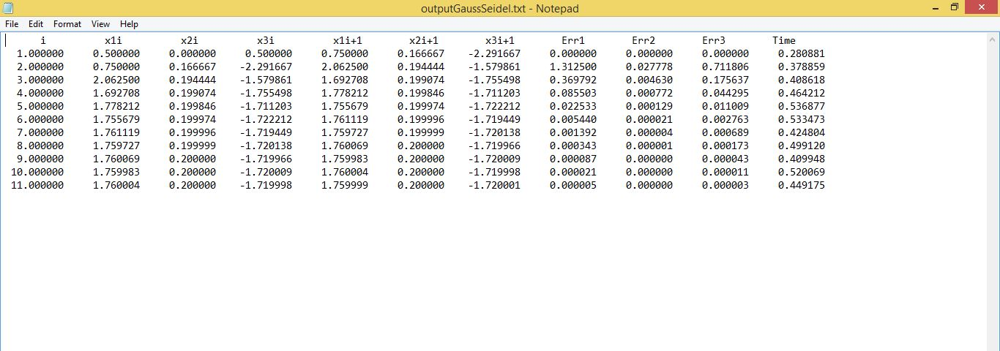 outputGaussSeidel.txt - Notepad
File Edit Format View Help
i x1i x2i x3i x1i+1 x2i+1 x3i+1 Err1 Err2 Err3 Time
1.000000 0.500000 0.000000 0.500000 0.750000 0.166667 -2.291667 0.000000 0.000000 0.000000 0.280881
2.000000 0.750000 0.166667 -2.291667 2.062500 0.194444 -1.579861 1.312500 0.027778 0.711806 0.378859
3.000000 2.062500 0.194444 -1.579861 1.692708 0.199074 -1.755498 0.369792 0.004630 0.175637 0.408618
4.000000 1.692708 0.199074 -1.755498 1.778212 0.199846 -1.711203 0.085503 0.000772 0.044295 0.464212
5.000000 1.778212 0.199846 -1.711203 1.755679 0.199974 -1.722212 0.022533 0.000129 0.011009 0.536877
6.000000 1.755679 0.199974 -1.722212 1.761119 0.199996 -1.719449 0.005440 0.000021 0.002763 0.533473
7.000000 1.761119 0.199996 -1.719449 1.759727 0.199999 -1.720138 0.001392 0.000004 0.000689 0.424804
8.000000 1.759727 0.199999 -1.720138 1.760069 0.200000 -1.719966 0.000343 0.000001 0.000173 0.499120
9.000000 1.760069 0.200000 -1.719966 1.759983 0.200000 -1.720009 0.000087 0.000000 0.000043 0.409948
10.000000 1.759983 0.200000 -1.720009 1.760004 0.200000 -1.719998 0.000021 0.000000 0.000011 0.520069
11.000000 1.760004 0.200000 -1.719998 1.759999 0.200000 -1.720001 0.000005 0.000000 0.000003 0.449175